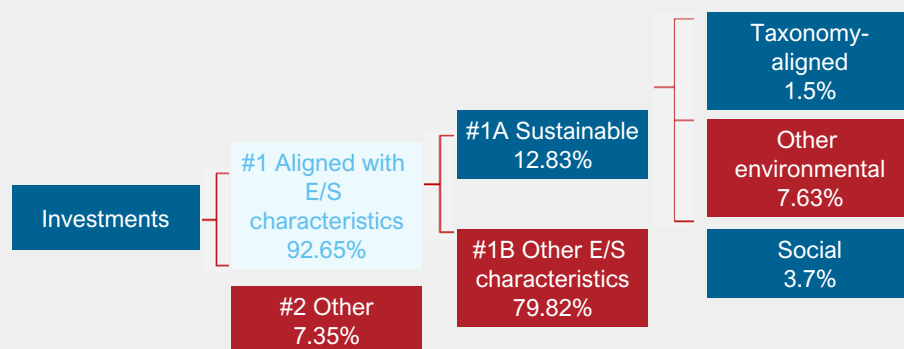 Investments
#1 Aligned with
E/S
characteristics
92.65%
#2 Other
7.35%
#1A Sustainable
12.83%
#1B Other E/S
characteristics
79.82%
Taxonomy-
aligned
1.5%
Other
environmental
7.63%
Social
3.7%